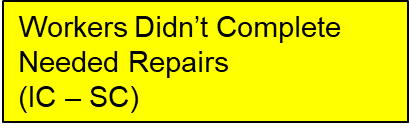 Workers Didn’t Complete
Needed Repairs
(IC – SC)